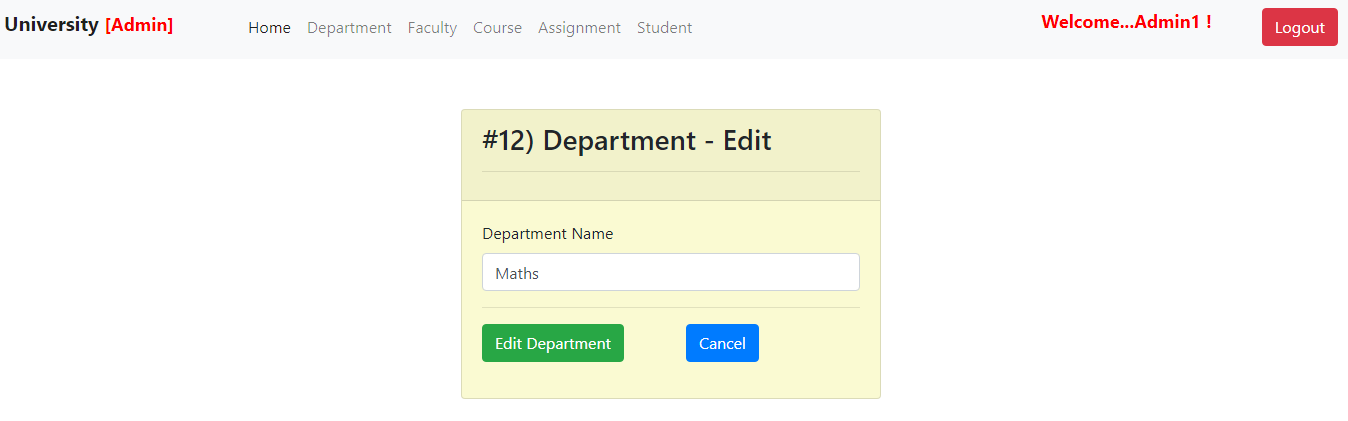 University [Admin] Home Department Faculty Course Assignment Student Welcome...Admin1 ! Logout
#12) Department - Edit
Department Name
Maths
Edit Department Cancel